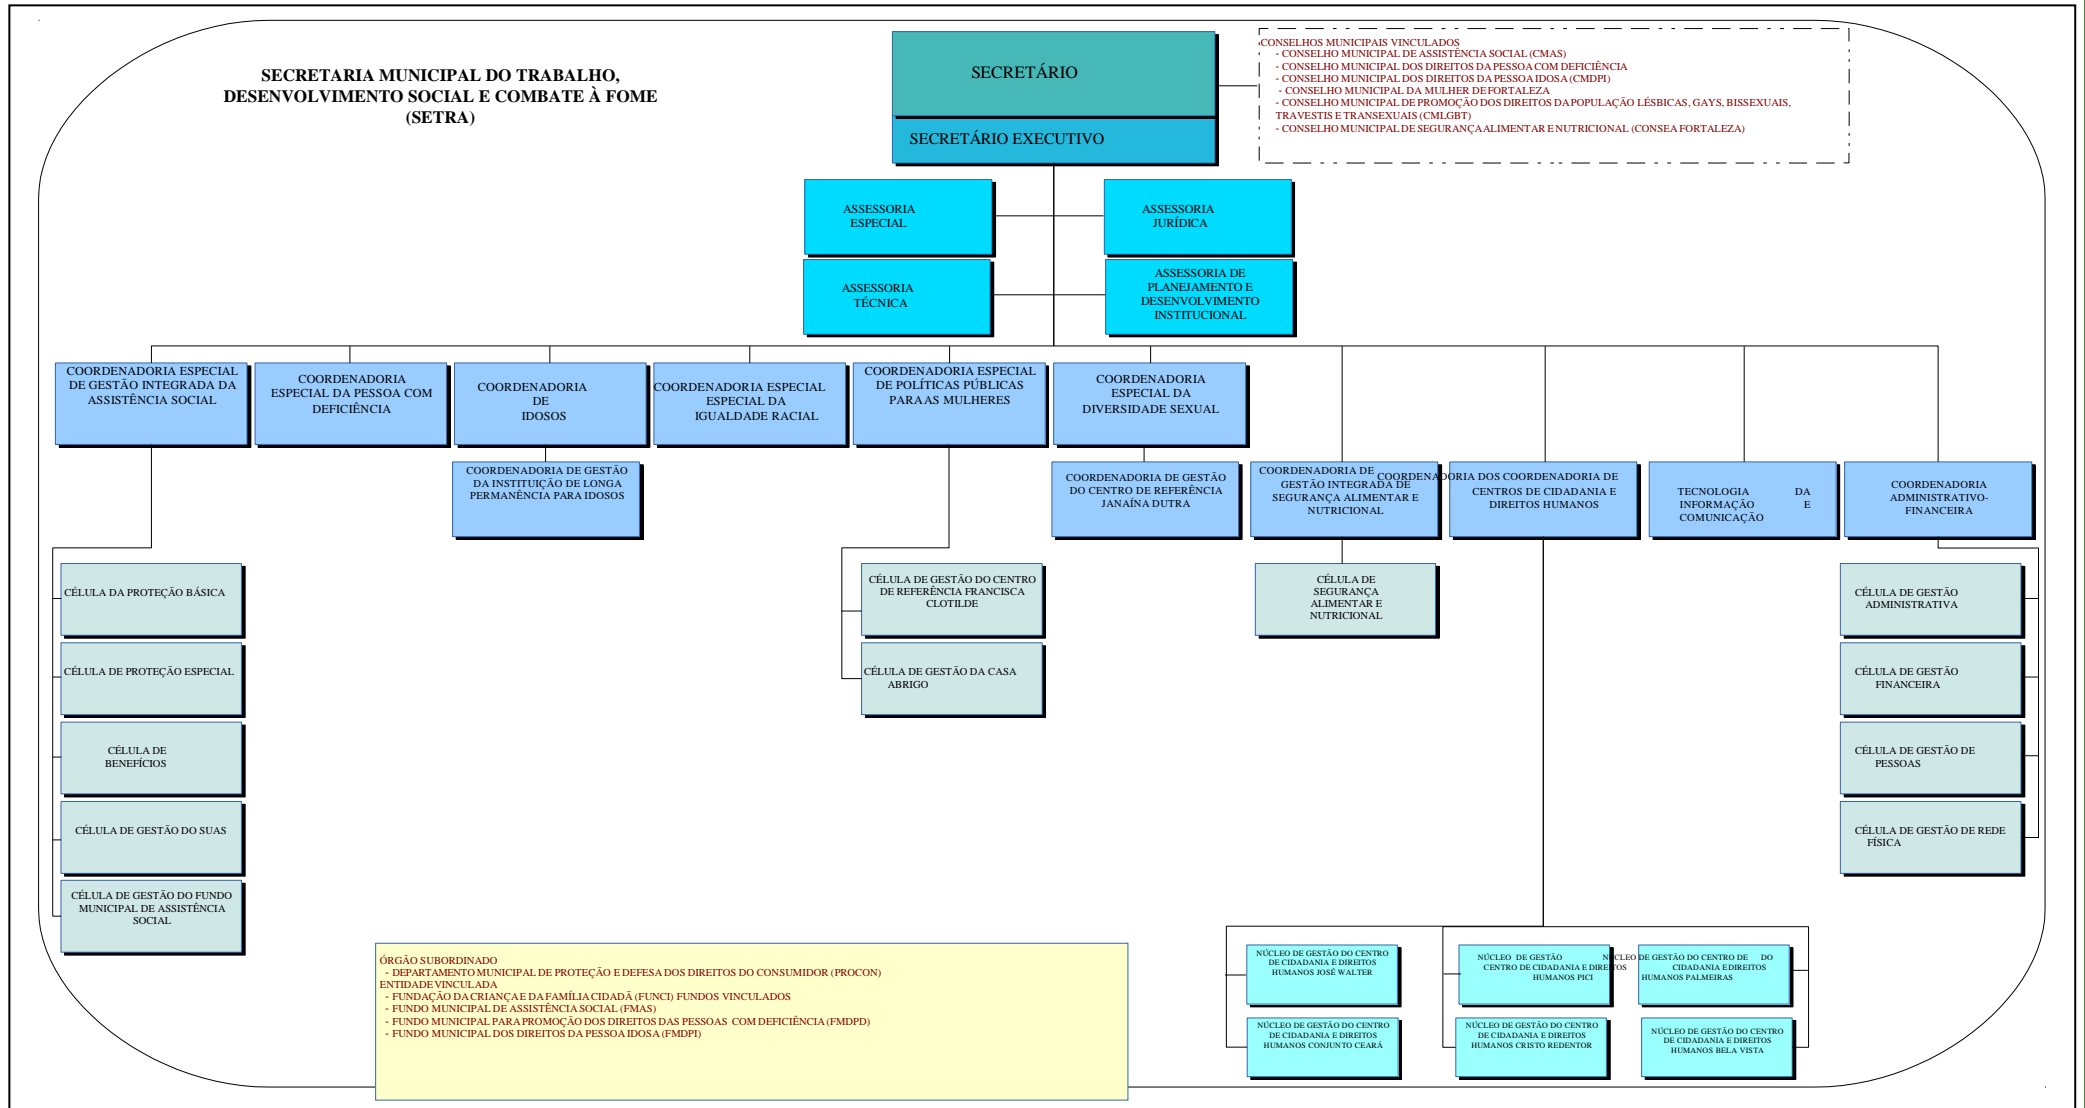 SECRETARIA MUNICIPAL DO TRABALHO,
DESENVOLVIMENTO SOCIAL E COMBATE À FOME
(SETRA)
SECRETÁRIO
SECRETÁRIO EXECUTIVO
CONSELHOS MUNICIPAIS VINCULADOS
- CONSELHO MUNICIPAL DE ASSISTÊNCIA SOCIAL (CMAS)
- CONSELHO MUNICIPAL DOS DIREITOS DA PESSOA COM DEFICIÊNCIA
- CONSELHO MUNICIPAL DOS DIREITOS DA PESSOA IDOSA (CMDPI)
- CONSELHO MUNICIPAL DA MULHER DE FORTALEZA
- CONSELHO MUNICIPAL DE PROMOÇÃO DOS DIREITOS DA POPULAÇÃO LÉSBICAS, GAYS, BISSEXUAIS,
TRAVESTIS E TRANSEXUAIS (CMLGBT)
- CONSELHO MUNICIPAL DE SEGURANÇA ALIMENTAR E NUTRICIONAL (CONSEA FORTALEZA)
ASSESSORIA
ESPECIAL
ASSESSORIA
JURÍDICA
ASSESSORIA
TÉCNICA
ASSESSORIA DE
PLANEJAMENTO E
DESENVOLVIMENTO
INSTITUCIONAL
COORDENADORIA ESPECIAL
DE GESTÃO INTEGRADA DA
ASSISTÊNCIA SOCIAL
COORDENADORIA
ESPECIAL DA PESSOA COM
DEFICIÊNCIA
COORDENADORIA
DE
IDOSOS
COORDENADORIA ESPECIAL
ESPECIAL DA
IGUALDADE RACIAL
COORDENADORIA ESPECIAL
DE POLÍTICAS PÚBLICAS
PARA AS MULHERES
COORDENADORIA
ESPECIAL DA
DIVERSIDADE SEXUAL
COORDENADORIA DE GESTÃO
DA INSTITUIÇÃO DE LONGA
PERMANÊNCIA PARA IDOSOS
COORDENADORIA DE GESTÃO
DO CENTRO DE REFERÊNCIA
JANAÍNA DUTRA
COORDENADORIA DE
GESTÃO INTEGRADA DE
SEGURANÇA ALIMENTAR E
NUTRICIONAL
COORDENADORIA DOS COORDENADORIA DE
CENTROS DE CIDADANIA E
DIREITOS HUMANOS
TECNOLOGIA DA
INFORMAÇÃO E
COMUNICAÇÃO
COORDENADORIA
ADMINISTRATIVO-
FINANCEIRA
CÉLULA DA PROTEÇÃO BÁSICA
CÉLULA DE PROTEÇÃO ESPECIAL
CÉLULA DE
BENEFÍCIOS
CÉLULA DE GESTÃO DO SUAS
CÉLULA DE GESTÃO DO FUNDO
MUNICIPAL DE ASSISTÊNCIA
SOCIAL
CÉLULA DE GESTÃO DO CENTRO
DE REFERÊNCIA FRANCISCA
CLOTILDE
CÉLULA DE GESTÃO DA CASA
ABRIGO
CÉLULA DE
SEGURANÇA
ALIMENTAR E
NUTRICIONAL
CÉLULA DE GESTÃO
ADMINISTRATIVA
CÉLULA DE GESTÃO
FINANCEIRA
CÉLULA DE GESTÃO DE
PESSOAS
CÉLULA DE GESTÃO DE REDE
FÍSICA
ÓRGÃO SUBORDINADO
- DEPARTAMENTO MUNICIPAL DE PROTEÇÃO E DEFESA DOS DIREITOS DO CONSUMIDOR (PROCON)
ENTIDADE VINCULADA
- FUNDAÇÃO DA CRIANÇA E DA FAMÍLIA CIDADÃ (FUNCI) FUNDOS VINCULADOS
- FUNDO MUNICIPAL DE ASSISTÊNCIA SOCIAL (FMAS)
- FUNDO MUNICIPAL PARA PROMOÇÃO DOS DIREITOS DAS PESSOAS COM DEFICIÊNCIA (FMDPD)
- FUNDO MUNICIPAL DOS DIREITOS DA PESSOA IDOSA (FMDPI)
NÚCLEO DE GESTÃO DO CENTRO
DE CIDADANIA E DIREITOS
HUMANOS JOSÉ WALTER
NÚCLEO DE GESTÃO
CENTRO DE CIDADANIA E DIREITOS
HUMANOS PICI
NÚCLEO DE GESTÃO DO CENTRO DE DO
CIDADANIA E DIREITOS
HUMANOS PALMEIRAS
NÚCLEO DE GESTÃO DO CENTRO
DE CIDADANIA E DIREITOS
HUMANOS CONJUNTO CEARÁ
NÚCLEO DE GESTÃO DO CENTRO
DE CIDADANIA E DIREITOS
HUMANOS CRISTO REDENTOR
NÚCLEO DE GESTÃO DO CENTRO
DE CIDADANIA E DIREITOS
HUMANOS BELA VISTA